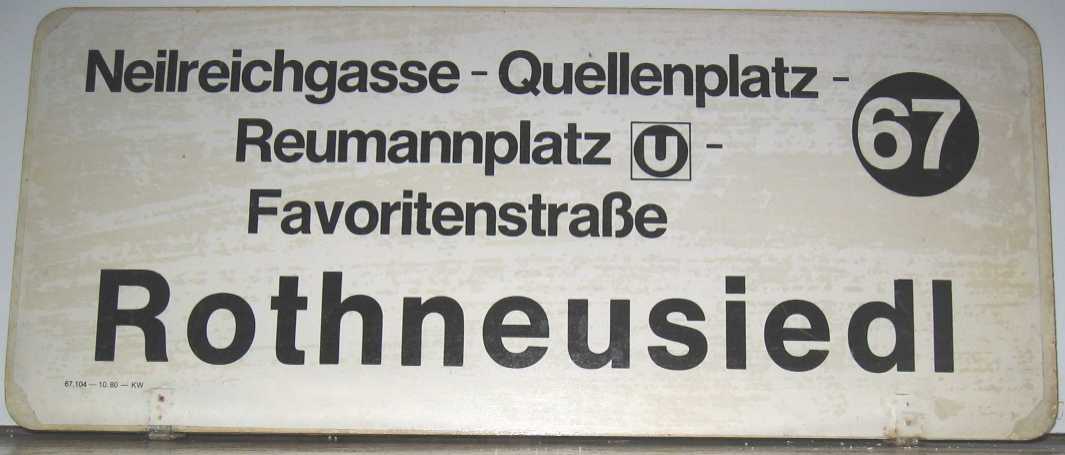 Neilreichgasse - Quellenplatz -
67
Reumannplatz U -
Favoritenstraße
Rothneusiedl
67.104 — 10.80 — KW